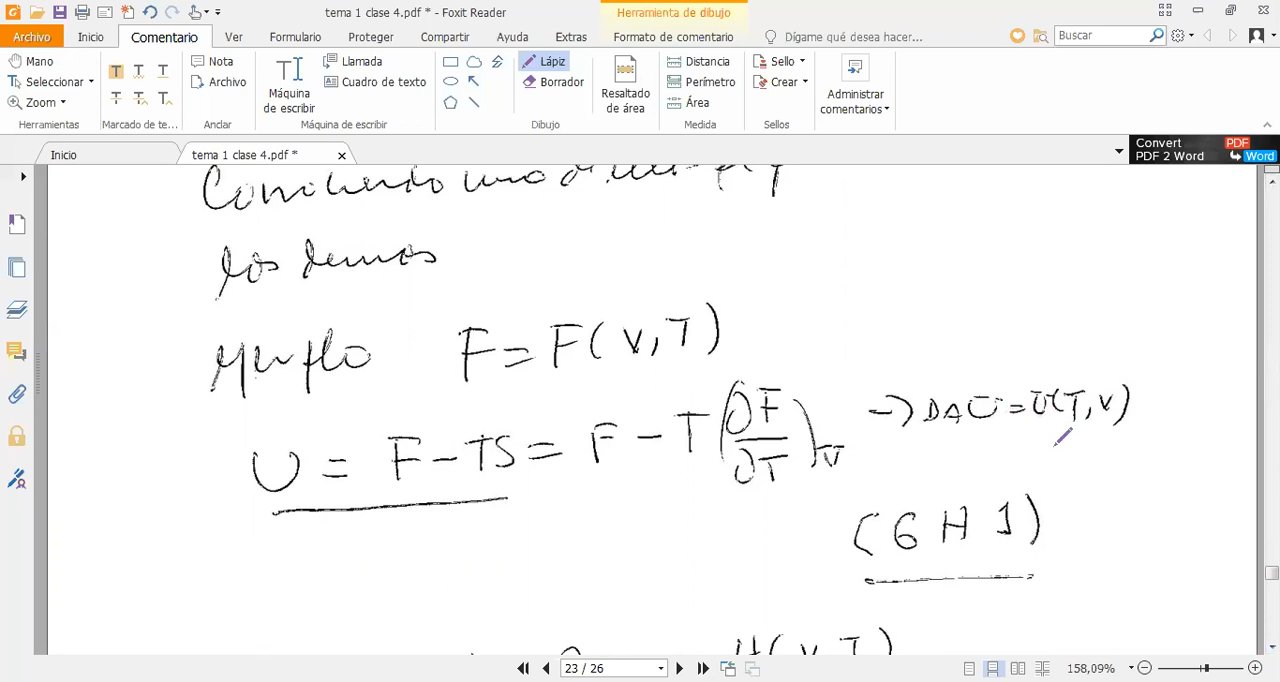 tema 1 clase 4.pdf * - Foxit Reader
Herramienta de dibujo
Archivo Inicio Comentario Ver Formulario Proteger Compartir Ayuda Extras Formato de comentario Dígame qué desea hacer... Buscar
Mano
Seleccionar
Zoom
Herramientas
Marcado de te...
Nota
Archivo
Anclar
Máquina de escribir
Llamada
Cuadro de texto
Máquina de escribir
Lápiz
Borrador
Dibujo
Resaltado de área
Distancia
Perímetro
Área
Medida
Sello
Crear
Sellos
Administrar comentarios
Inicio
tema 1 clase 4.pdf *
Convert PDF
PDF 2 Word Word
los demas
ejemplo F = F(V,T)
U = F - TS = F - T(∂F/∂T)V → DA U = U(T,V)
(G H 1)
H(V,T)
23 / 26
158,09%